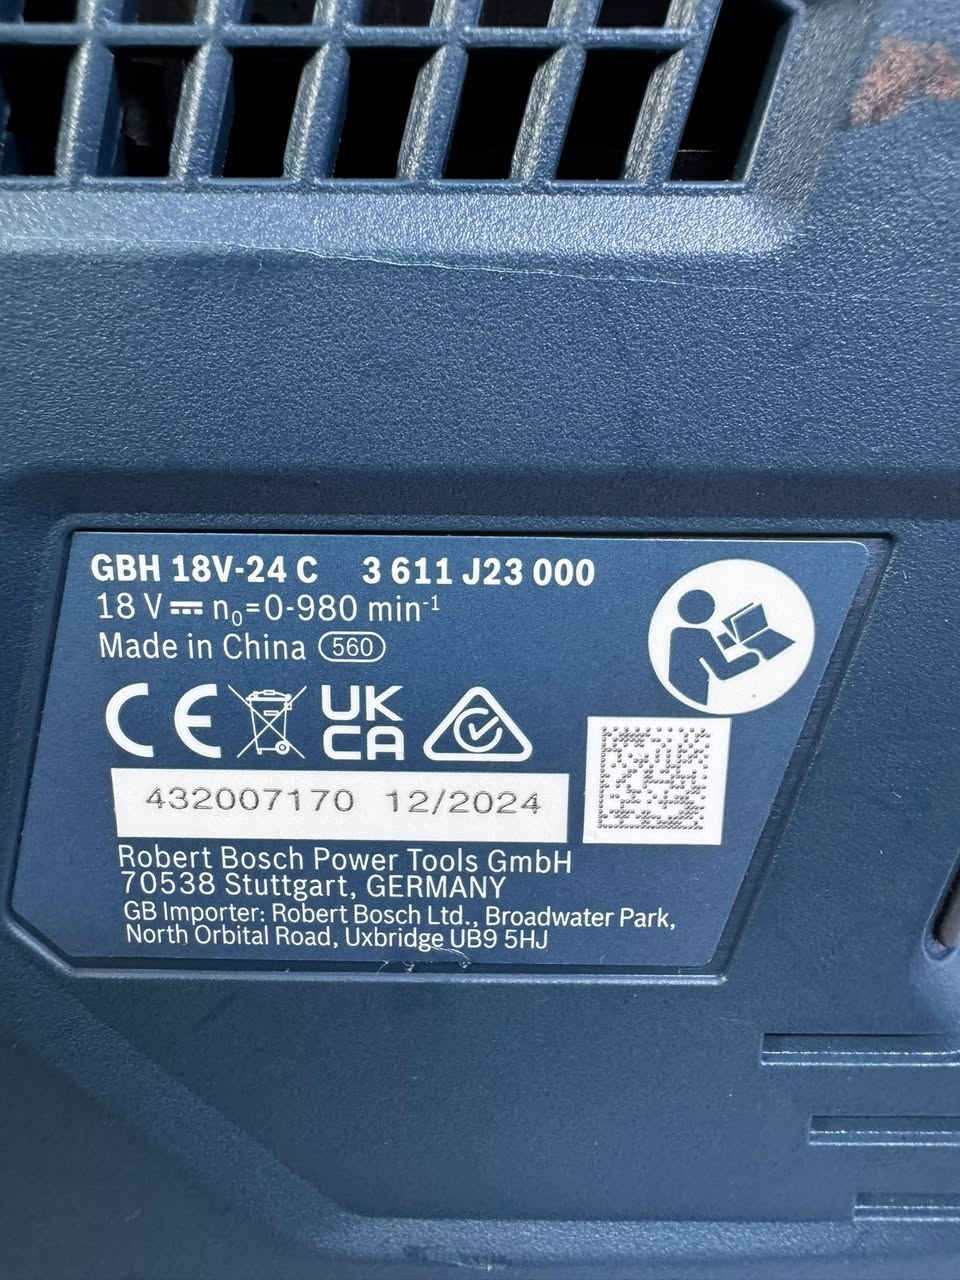 GBH 18V-24 C 3 611 J23 000
18 V ⎓ n₀=0-980 min⁻¹
Made in China 560
CE UK CA
432007170 12/2024
Robert Bosch Power Tools GmbH
70538 Stuttgart, GERMANY
GB Importer: Robert Bosch Ltd., Broadwater Park,
North Orbital Road, Uxbridge UB9 5HJ